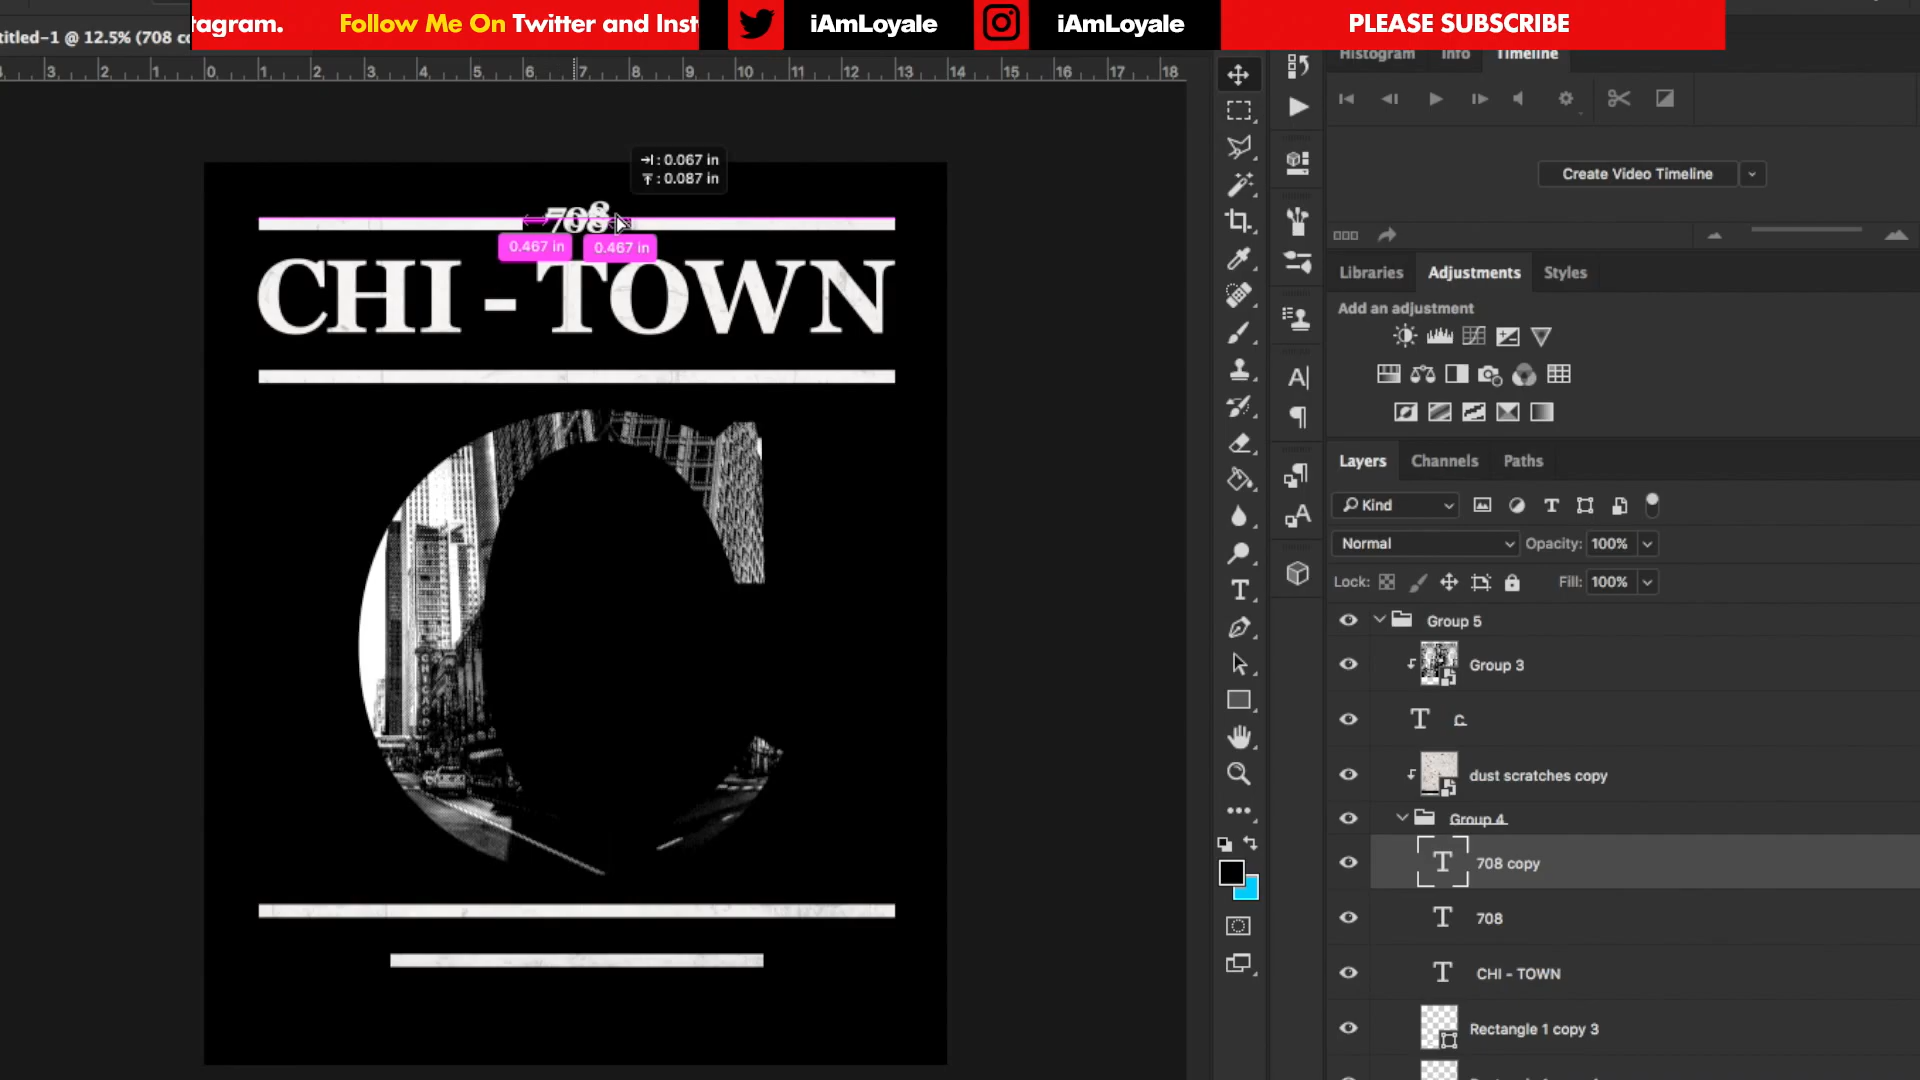 tagram.
Follow Me On Twitter and Inst
iAmLoyale
iAmLoyale
PLEASE SUBSCRIBE
titled-1 @ 12.5% (708 co
3 2 1 0 1 2 3 4 5 6 7 8 9 10 11 12 13 14 15 16 17 18
Histogram Info Timeline
Create Video Timeline
: 0.067 in
: 0.087 in
708
0.467 in 0.467 in
CHI - TOWN
CHICAGO
Libraries Adjustments Styles
Add an adjustment
Layers Channels Paths
Kind
Normal Opacity: 100%
Lock: Fill: 100%
Group 5
Group 3
C
dust scratches copy
Group 4
708 copy
708
CHI - TOWN
Rectangle 1 copy 3